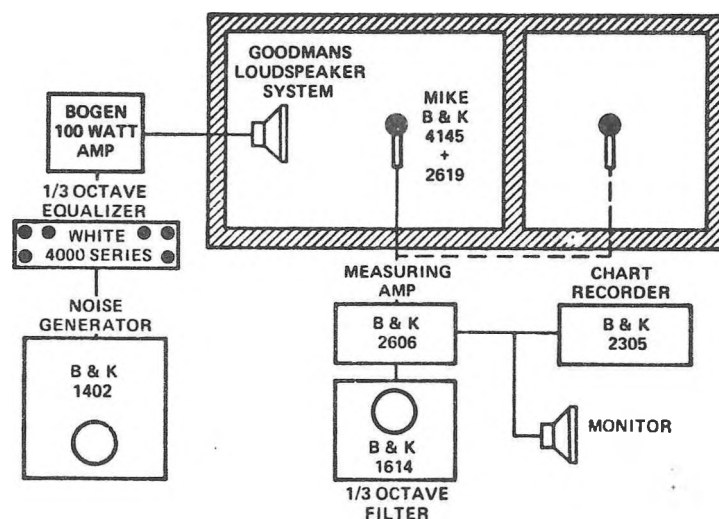 GOODMANS
LOUDSPEAKER
SYSTEM
MIKE
B & K
4145
+
2619
BOGEN
100 WATT
AMP
1/3 OCTAVE
EQUALIZER
WHITE
4000 SERIES
NOISE
GENERATOR
B & K
1402
MEASURING
AMP
B & K
2606
CHART
RECORDER
B & K
2305
MONITOR
B & K
1614
1/3 OCTAVE
FILTER